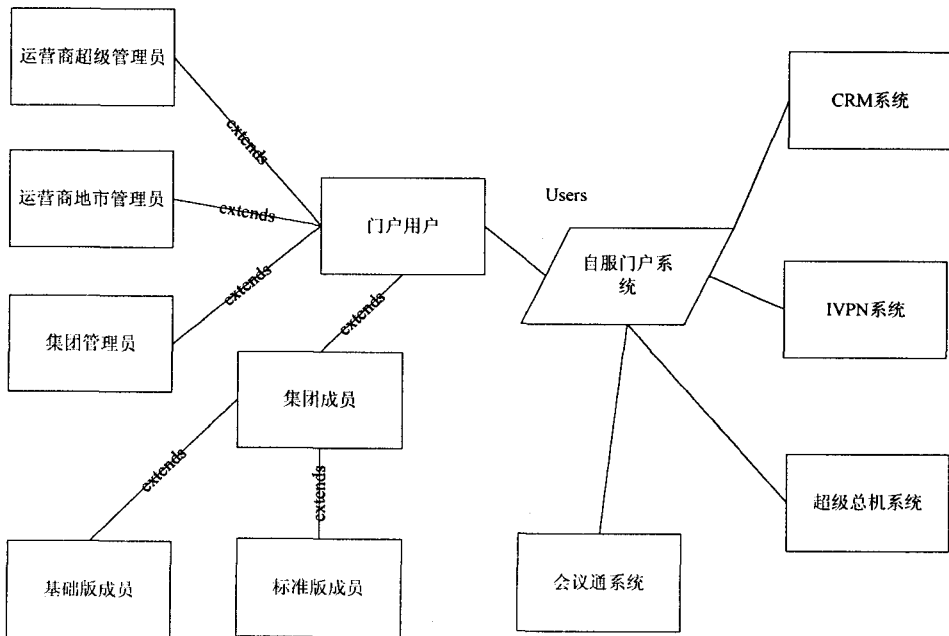 运营商超级管理员
CRM系统
extends
运营商地市管理员
extends
Users
门户用户
自服门户系
统
extends
IVPN系统
集团管理员
extends
集团成员
extends
extends
超级总机系统
基础版成员
标准版成员
会议通系统